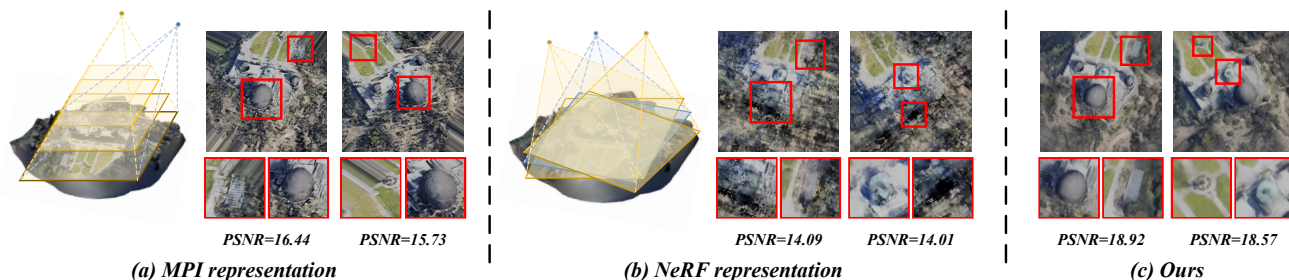 PSNR=16.44 PSNR=15.73 PSNR=14.09 PSNR=14.01 PSNR=18.92 PSNR=18.57
(a) MPI representation (b) NeRF representation (c) Ours